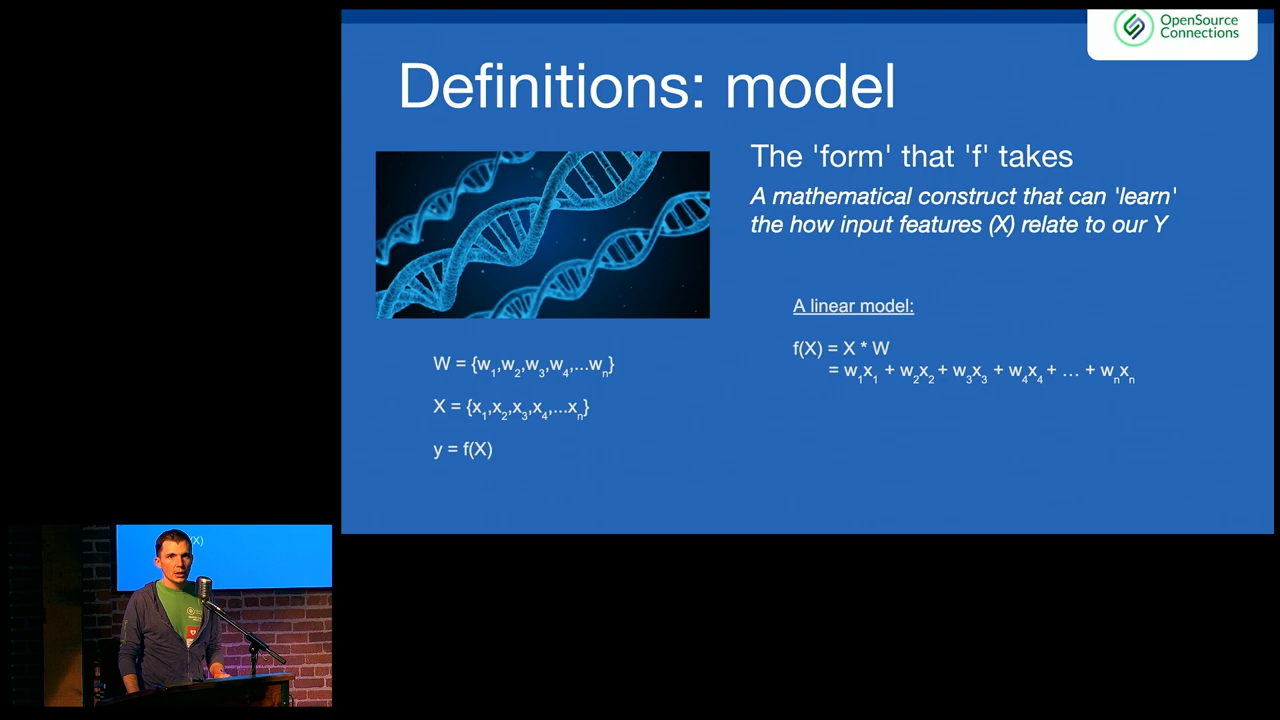 OpenSource
Connections
Definitions: model
The 'form' that 'f' takes
A mathematical construct that can 'learn'
the how input features (X) relate to our Y
A linear model:
f(X) = X * W
= w₁x₁ + w₂x₂ + w₃x₃ + w₄x₄ + … + wₙxₙ
W = {w₁,w₂,w₃,w₄,...wₙ}
X = {x₁,x₂,x₃,x₄,...xₙ}
y = f(X)
X)